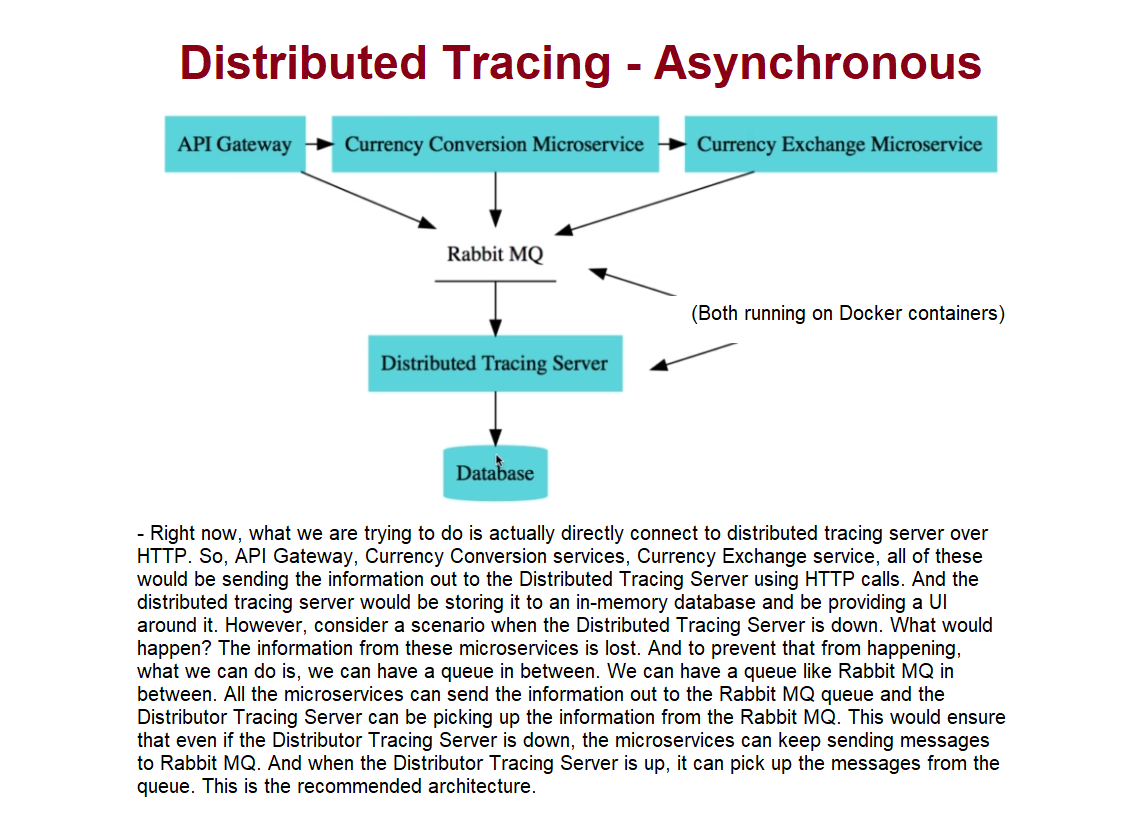 Distributed Tracing - Asynchronous
API Gateway
Currency Conversion Microservice
Currency Exchange Microservice
Rabbit MQ
(Both running on Docker containers)
Distributed Tracing Server
Database
- Right now, what we are trying to do is actually directly connect to distributed tracing server over
HTTP. So, API Gateway, Currency Conversion services, Currency Exchange service, all of these
would be sending the information out to the Distributed Tracing Server using HTTP calls. And the
distributed tracing server would be storing it to an in-memory database and be providing a UI
around it. However, consider a scenario when the Distributed Tracing Server is down. What would
happen? The information from these microservices is lost. And to prevent that from happening,
what we can do is, we can have a queue in between. We can have a queue like Rabbit MQ in
between. All the microservices can send the information out to the Rabbit MQ queue and the
Distributor Tracing Server can be picking up the information from the Rabbit MQ. This would ensure
that even if the Distributor Tracing Server is down, the microservices can keep sending messages
to Rabbit MQ. And when the Distributor Tracing Server is up, it can pick up the messages from the
queue. This is the recommended architecture.